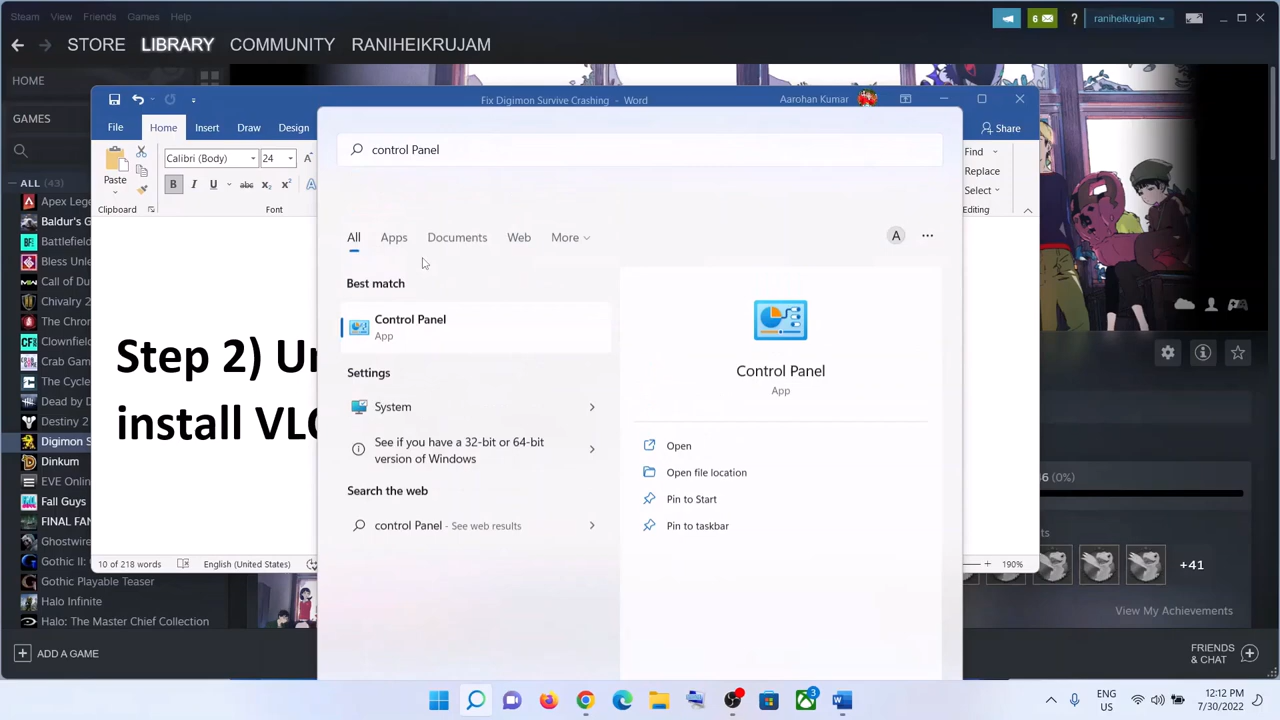 Steam View Friends Games Help
6 ? raniheikrujam
STORE LIBRARY COMMUNITY RANIHEIKRUJAM
HOME
GAMES
ALL (43)
Apex Lege
Baldur's G
Battlefield
Bless Unle
Call of Du
Chivalry 2
The Chron
Clownfield
Crab Gam
The Cycle
Dead by D
Destiny 2
Digimon S
Dinkum
EVE Onlin
Fall Guys
FINAL FAN
Ghostwire
Gothic II:
Gothic Playable Teaser
Halo Infinite
Halo: The Master Chief Collection
ADD A GAME
Fix Digimon Survive Crashing - Word
Aarohan Kumar
File Home Insert Draw Design
Share
Paste
Calibri (Body) 24 A
B I U abc x2 x2 A
Clipboard Font
Find
Replace
Select
Editing
Step 2) Un
install VLC
10 of 218 words English (United States)
190%
control Panel
All Apps Documents Web More
A ...
Best match
Control Panel
App
Settings
System
See if you have a 32-bit or 64-bit
version of Windows
Search the web
control Panel - See web results
Control Panel
App
Open
Open file location
Pin to Start
Pin to taskbar
46 (0%)
ts
+41
View My Achievements
FRIENDS
& CHAT
3
ENG
US
12:12 PM
7/30/2022